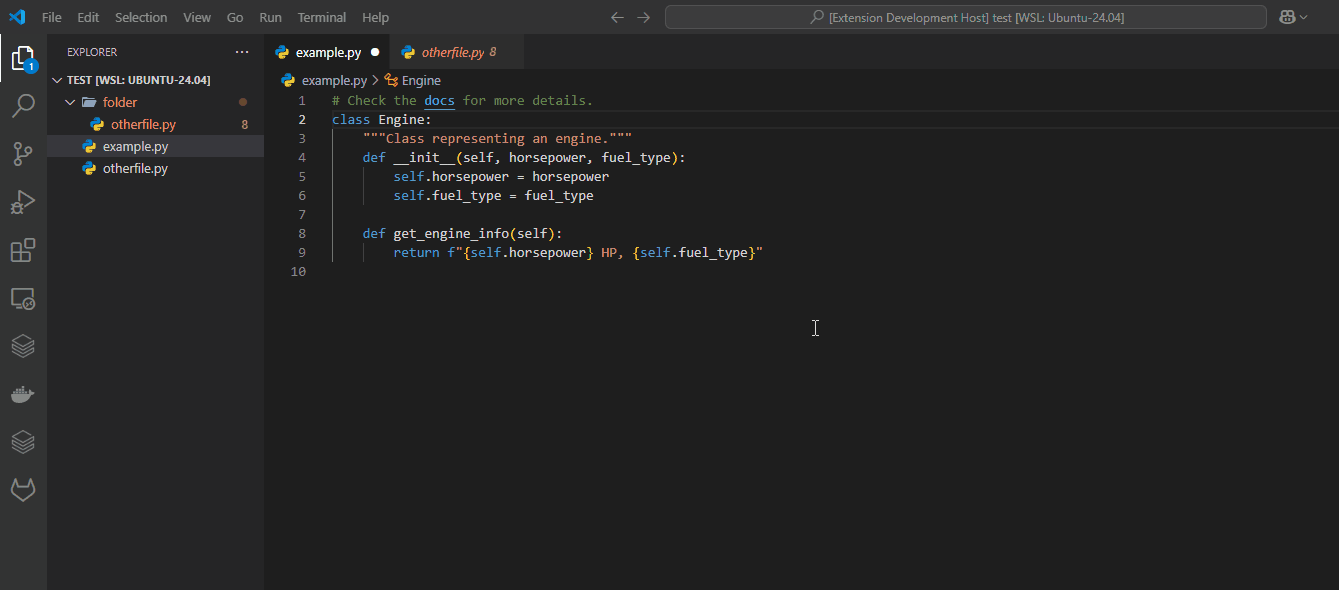 File Edit Selection View Go Run Terminal Help
[Extension Development Host] test [WSL: Ubuntu-24.04]
EXPLORER
1
TEST [WSL: UBUNTU-24.04]
folder
otherfile.py 8
example.py
otherfile.py
example.py
otherfile.py 8
example.py > Engine
1 # Check the docs for more details.
2 class Engine:
3 """Class representing an engine."""
4 def __init__(self, horsepower, fuel_type):
5 self.horsepower = horsepower
6 self.fuel_type = fuel_type
7
8 def get_engine_info(self):
9 return f"{self.horsepower} HP, {self.fuel_type}"
10